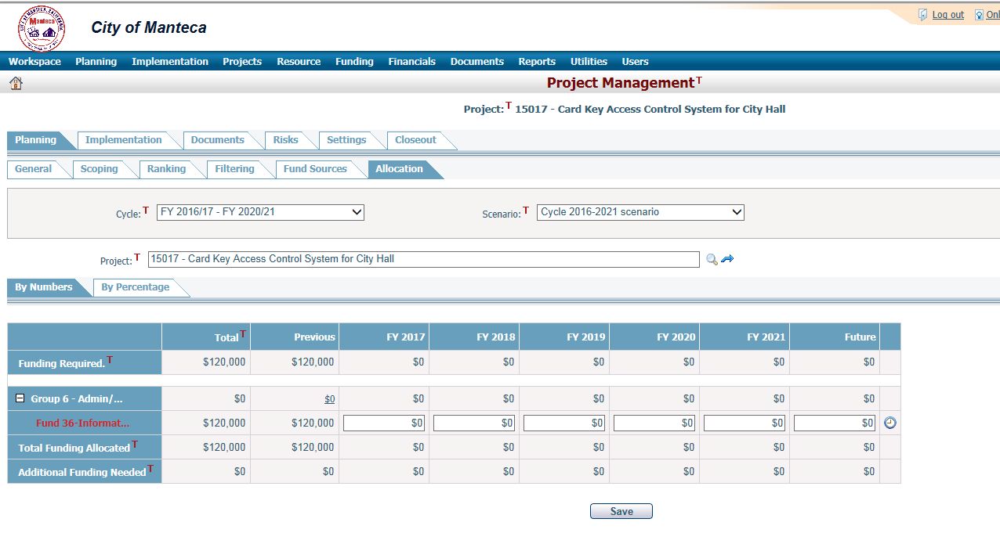 Manteca
City of Manteca
Log out Onl
Workspace Planning Implementation Projects Resource Funding Financials Documents Reports Utilities Users
Project Management T
Project: T 15017 - Card Key Access Control System for City Hall
Planning Implementation Documents Risks Settings Closeout
General Scoping Ranking Filtering Fund Sources Allocation
Cycle: T FY 2016/17 - FY 2020/21 Scenario: T Cycle 2016-2021 scenario
Project: T 15017 - Card Key Access Control System for City Hall
By Numbers By Percentage
Total T Previous FY 2017 FY 2018 FY 2019 FY 2020 FY 2021 Future
Funding Required. T $120,000 $120,000 $0 $0 $0 $0 $0 $0
Group 6 - Admin/... $0 $0 $0 $0 $0 $0 $0 $0
Fund 36-Informat... $120,000 $120,000 $0 $0 $0 $0 $0 $0
Total Funding Allocated T $120,000 $120,000 $0 $0 $0 $0 $0 $0
Additional Funding Needed T $0 $0 $0 $0 $0 $0 $0 $0
Save